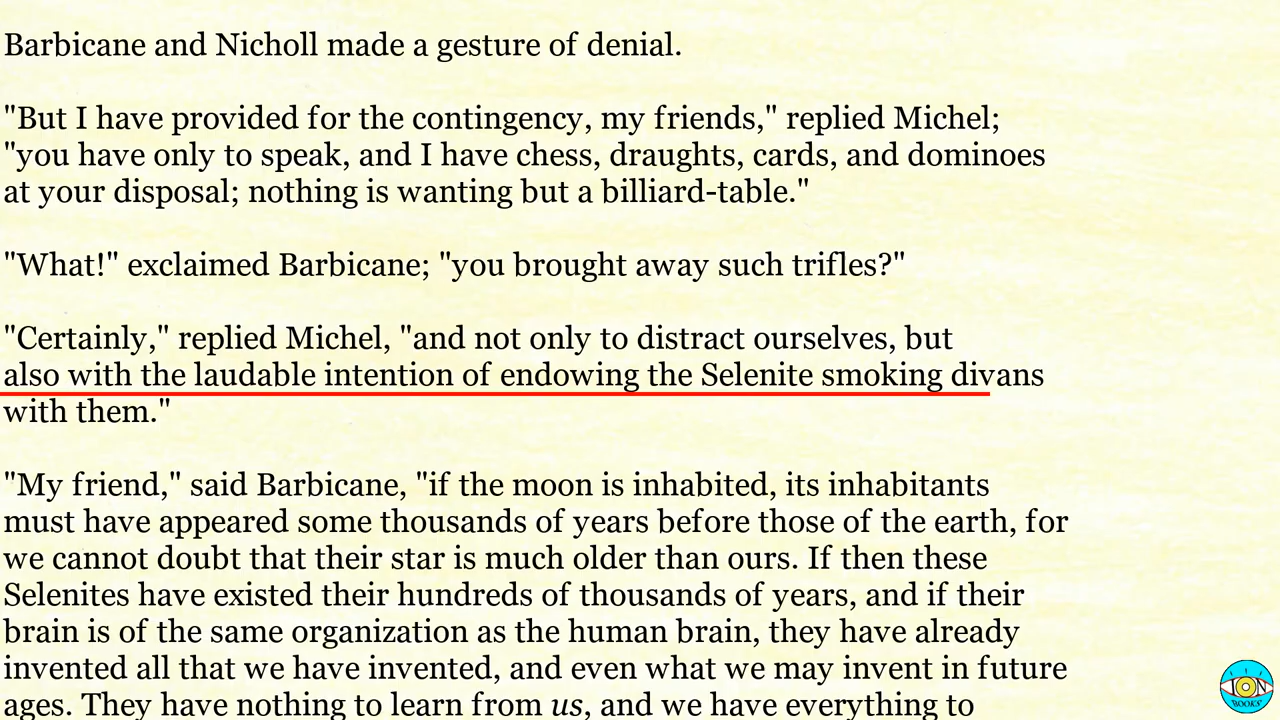 Barbicane and Nicholl made a gesture of denial.
"But I have provided for the contingency, my friends," replied Michel;
"you have only to speak, and I have chess, draughts, cards, and dominoes
at your disposal; nothing is wanting but a billiard-table."
"What!" exclaimed Barbicane; "you brought away such trifles?"
"Certainly," replied Michel, "and not only to distract ourselves, but
also with the laudable intention of endowing the Selenite smoking divans
with them."
"My friend," said Barbicane, "if the moon is inhabited, its inhabitants
must have appeared some thousands of years before those of the earth, for
we cannot doubt that their star is much older than ours. If then these
Selenites have existed their hundreds of thousands of years, and if their
brain is of the same organization as the human brain, they have already
invented all that we have invented, and even what we may invent in future
ages. They have nothing to learn from us, and we have everything to
ION
BOOKS